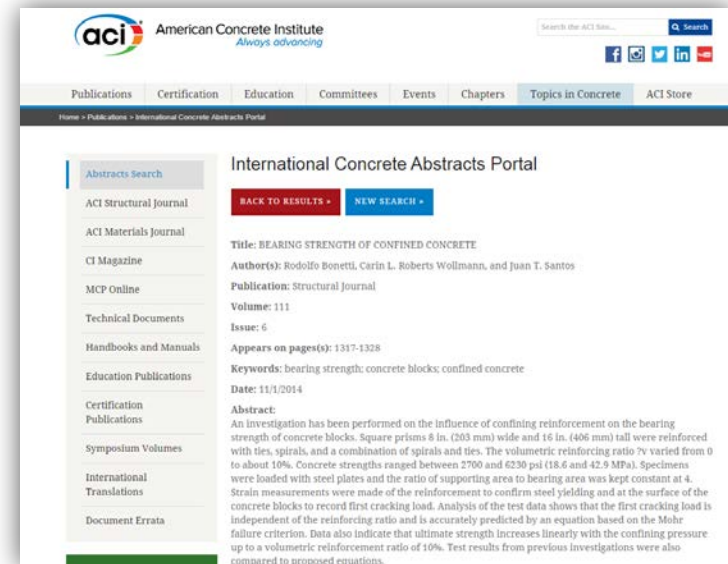 aci
American Concrete Institute
Always advancing
Search the ACI Site...
Search
Publications Certification Education Committees Events Chapters Topics in Concrete ACI Store
Home > Publications > International Concrete Abstracts Portal
Abstracts Search
ACI Structural Journal
ACI Materials Journal
CI Magazine
MCP Online
Technical Documents
Handbooks and Manuals
Education Publications
Certification
Publications
Symposium Volumes
International
Translations
Document Errata
International Concrete Abstracts Portal
BACK TO RESULTS » NEW SEARCH »
Title: BEARING STRENGTH OF CONFINED CONCRETE
Author(s): Rodolfo Bonetti, Carin L. Roberts Wollmann, and Juan T. Santos
Publication: Structural Journal
Volume: 111
Issue: 6
Appears on pages(s): 1317-1328
Keywords: bearing strength; concrete blocks; confined concrete
Date: 11/1/2014
Abstract:
An investigation has been performed on the influence of confining reinforcement on the bearing
strength of concrete blocks. Square prisms 8 in. (203 mm) wide and 16 in. (406 mm) tall were reinforced
with ties, spirals, and a combination of spirals and ties. The volumetric reinforcing ratio ?v varied from 0
to about 10%. Concrete strengths ranged between 2700 and 6230 psi (18.6 and 42.9 MPa). Specimens
were loaded with steel plates and the ratio of supporting area to bearing area was kept constant at 4.
Strain measurements were made of the reinforcement to confirm steel yielding and at the surface of the
concrete blocks to record first cracking load. Analysis of the test data shows that the first cracking load is
independent of the reinforcing ratio and is accurately predicted by an equation based on the Mohr
failure criterion. Data also indicate that ultimate strength increases linearly with the confining pressure
up to a volumetric reinforcement ratio of 10%. Test results from previous investigations were also
compared to proposed equations.